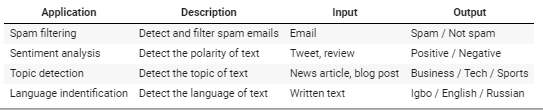 Application Description Input Output
Spam filtering Detect and filter spam emails Email Spam / Not spam
Sentiment analysis Detect the polarity of text Tweet, review Positive / Negative
Topic detection Detect the topic of text News article, blog post Business / Tech / Sports
Language indentification Detect the language of text Written text Igbo / English / Russian